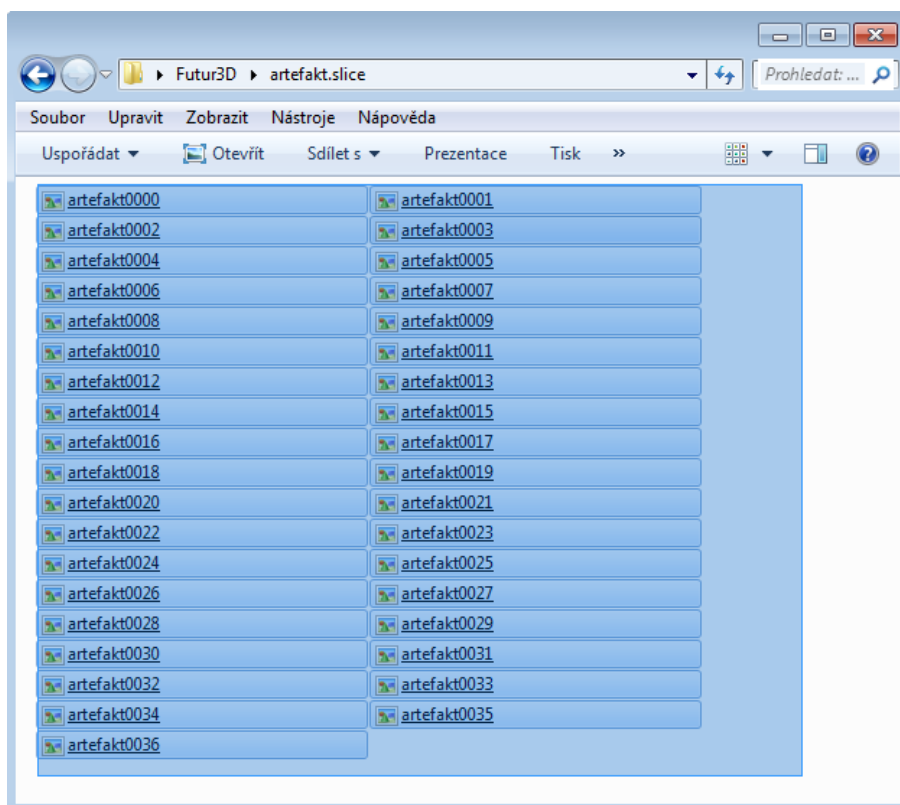 Futur3D artefakt.slice Prohledat: ...
Soubor Upravit Zobrazit Nástroje Nápověda
Uspořádat Otevřít Sdílet s Prezentace Tisk »
artefakt0000 artefakt0001
artefakt0002 artefakt0003
artefakt0004 artefakt0005
artefakt0006 artefakt0007
artefakt0008 artefakt0009
artefakt0010 artefakt0011
artefakt0012 artefakt0013
artefakt0014 artefakt0015
artefakt0016 artefakt0017
artefakt0018 artefakt0019
artefakt0020 artefakt0021
artefakt0022 artefakt0023
artefakt0024 artefakt0025
artefakt0026 artefakt0027
artefakt0028 artefakt0029
artefakt0030 artefakt0031
artefakt0032 artefakt0033
artefakt0034 artefakt0035
artefakt0036